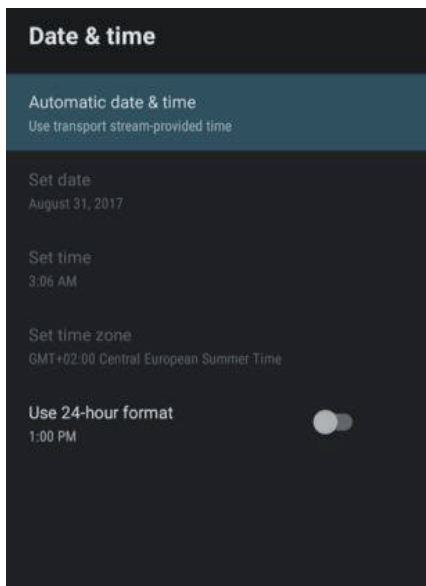 Date & time
Automatic date & time
Use transport stream-provided time
Set date
August 31, 2017
Set time
3:06 AM
Set time zone
GMT+02:00 Central European Summer Time
Use 24-hour format
1:00 PM